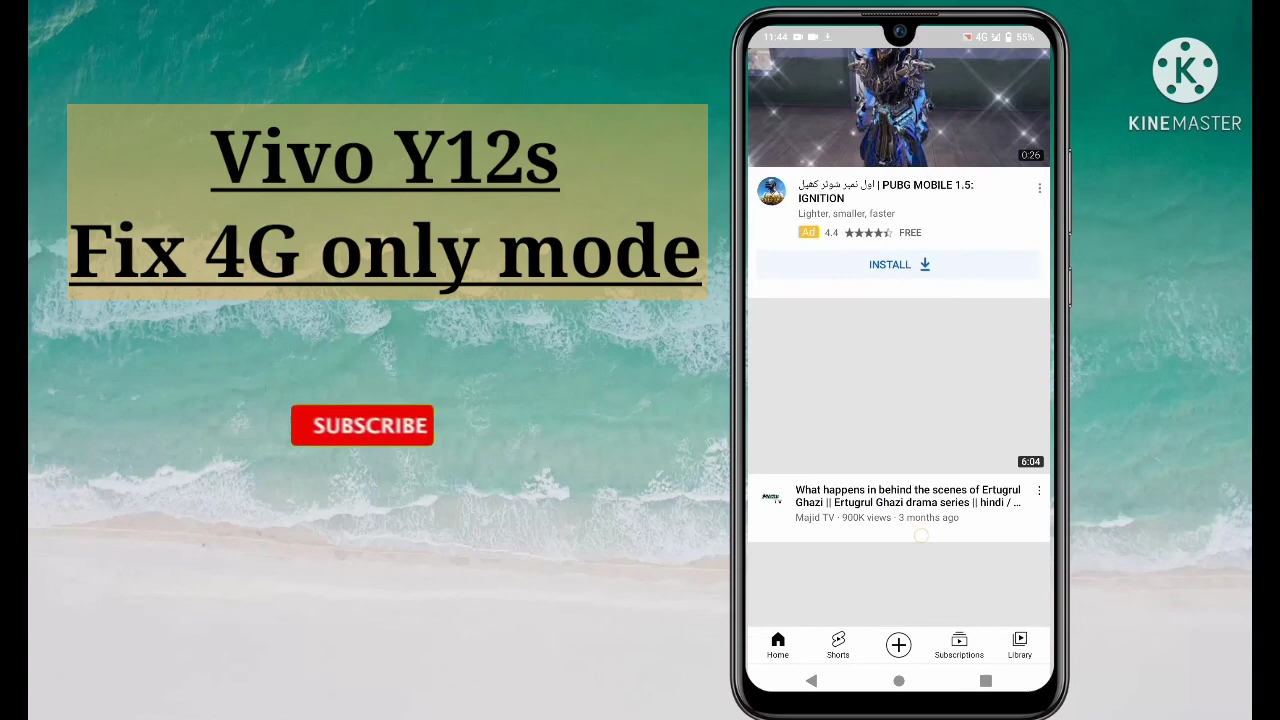 Vivo Y12s
Fix 4G only mode
SUBSCRIBE
11:44
4G
55%
0:26
اول نمبر شوٹر کھیل | PUBG MOBILE 1.5:
IGNITION
Lighter, smaller, faster
Ad 4.4 FREE
INSTALL
6:04
What happens in behind the scenes of Ertugrul
Ghazi || Ertugrul Ghazi drama series || hindi / ...
Majid TV · 900K views · 3 months ago
Home
Shorts
Subscriptions
Library
K
KINEMASTER